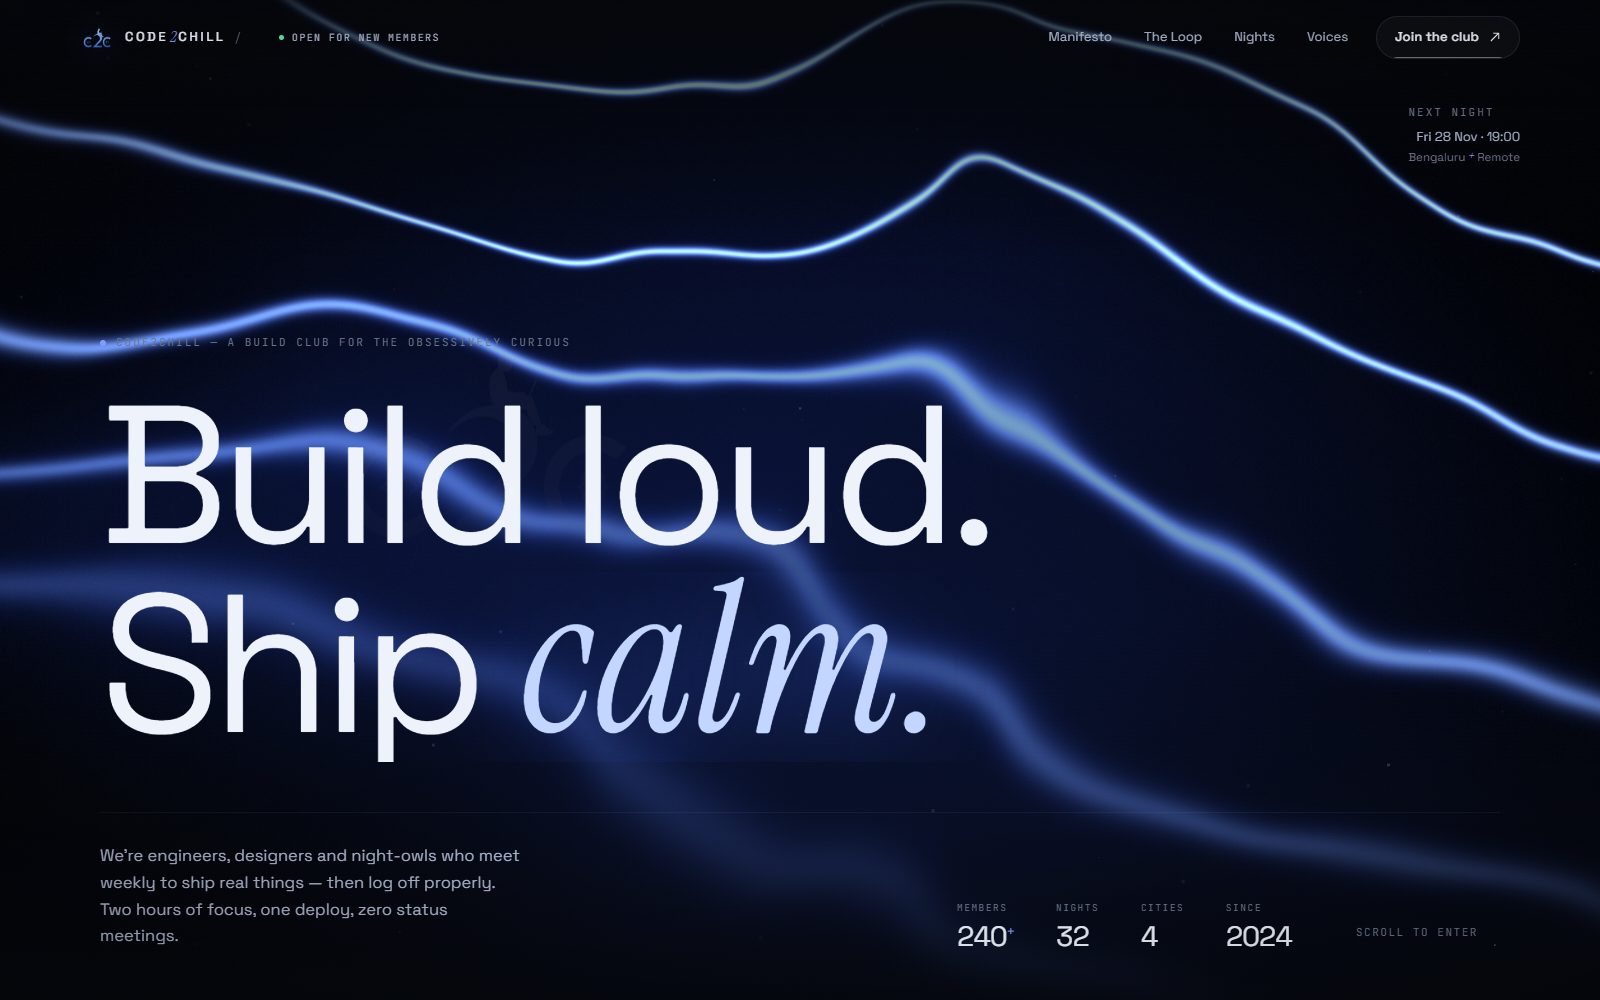 c2c CODE2CHILL / OPEN FOR NEW MEMBERS Manifesto The Loop Nights Voices Join the club ↗
NEXT NIGHT
Fri 28 Nov · 19:00
Bengaluru + Remote
CODE2CHILL — A BUILD CLUB FOR THE OBSESSIVELY CURIOUS
Build loud.
Ship calm.
We're engineers, designers and night-owls who meet
weekly to ship real things — then log off properly.
Two hours of focus, one deploy, zero status
meetings.
MEMBERS NIGHTS CITIES SINCE
240+ 32 4 2024
SCROLL TO ENTER